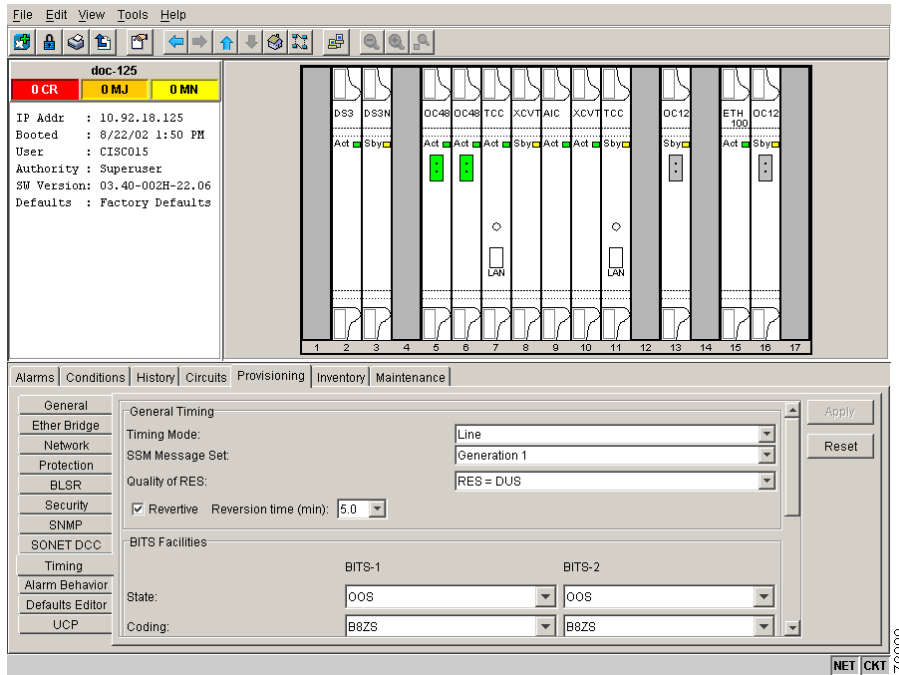 File Edit View Tools Help
doc-125
0 CR 0 MJ 0 MN
IP Addr : 10.92.18.125
Booted : 8/22/02 1:50 PM
User : CISCO15
Authority : Superuser
SW Version: 03.40-002H-22.06
Defaults : Factory Defaults
DS3 DS3N OC48 OC48 TCC XCVT AIC XCVT TCC OC12 ETH 100 OC12
Act Sby Act Act Act Sby Act Act Sby Sby Act Sby
LAN LAN
1 2 3 4 5 6 7 8 9 10 11 12 13 14 15 16 17
Alarms Conditions History Circuits Provisioning Inventory Maintenance
General
Ether Bridge
Network
Protection
BLSR
Security
SNMP
SONET DCC
Timing
Alarm Behavior
Defaults Editor
UCP
General Timing
Timing Mode: Line
SSM Message Set: Generation 1
Quality of RES: RES = DUS
Revertive Reversion time (min): 5.0
BITS Facilities
BITS-1 BITS-2
State: OOS OOS
Coding: B8ZS B8ZS
Apply
Reset
NET CKT